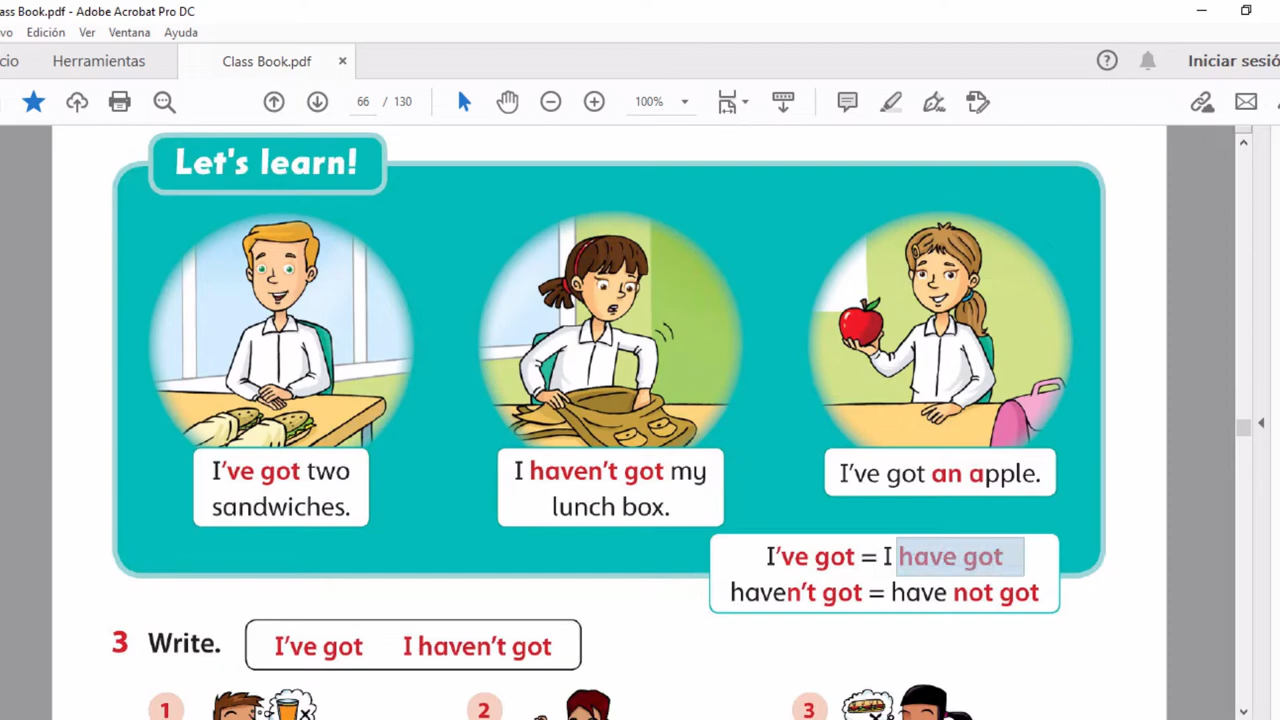 ass Book.pdf - Adobe Acrobat Pro DC
vo Edición Ver Ventana Ayuda
cio Herramientas Class Book.pdf × Iniciar sesió
66 / 130 100%
Let's learn!
I've got two
sandwiches.
I haven't got my
lunch box.
I've got an apple.
I've got = I have got
haven't got = have not got
3 Write. I've got I haven't got
1 2 3